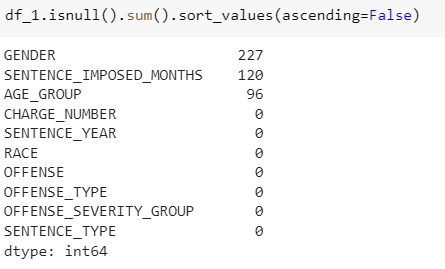 df_1.isnull().sum().sort_values(ascending=False)
GENDER 227
SENTENCE_IMPOSED_MONTHS 120
AGE_GROUP 96
CHARGE_NUMBER 0
SENTENCE_YEAR 0
RACE 0
OFFENSE 0
OFFENSE_TYPE 0
OFFENSE_SEVERITY_GROUP 0
SENTENCE_TYPE 0
dtype: int64